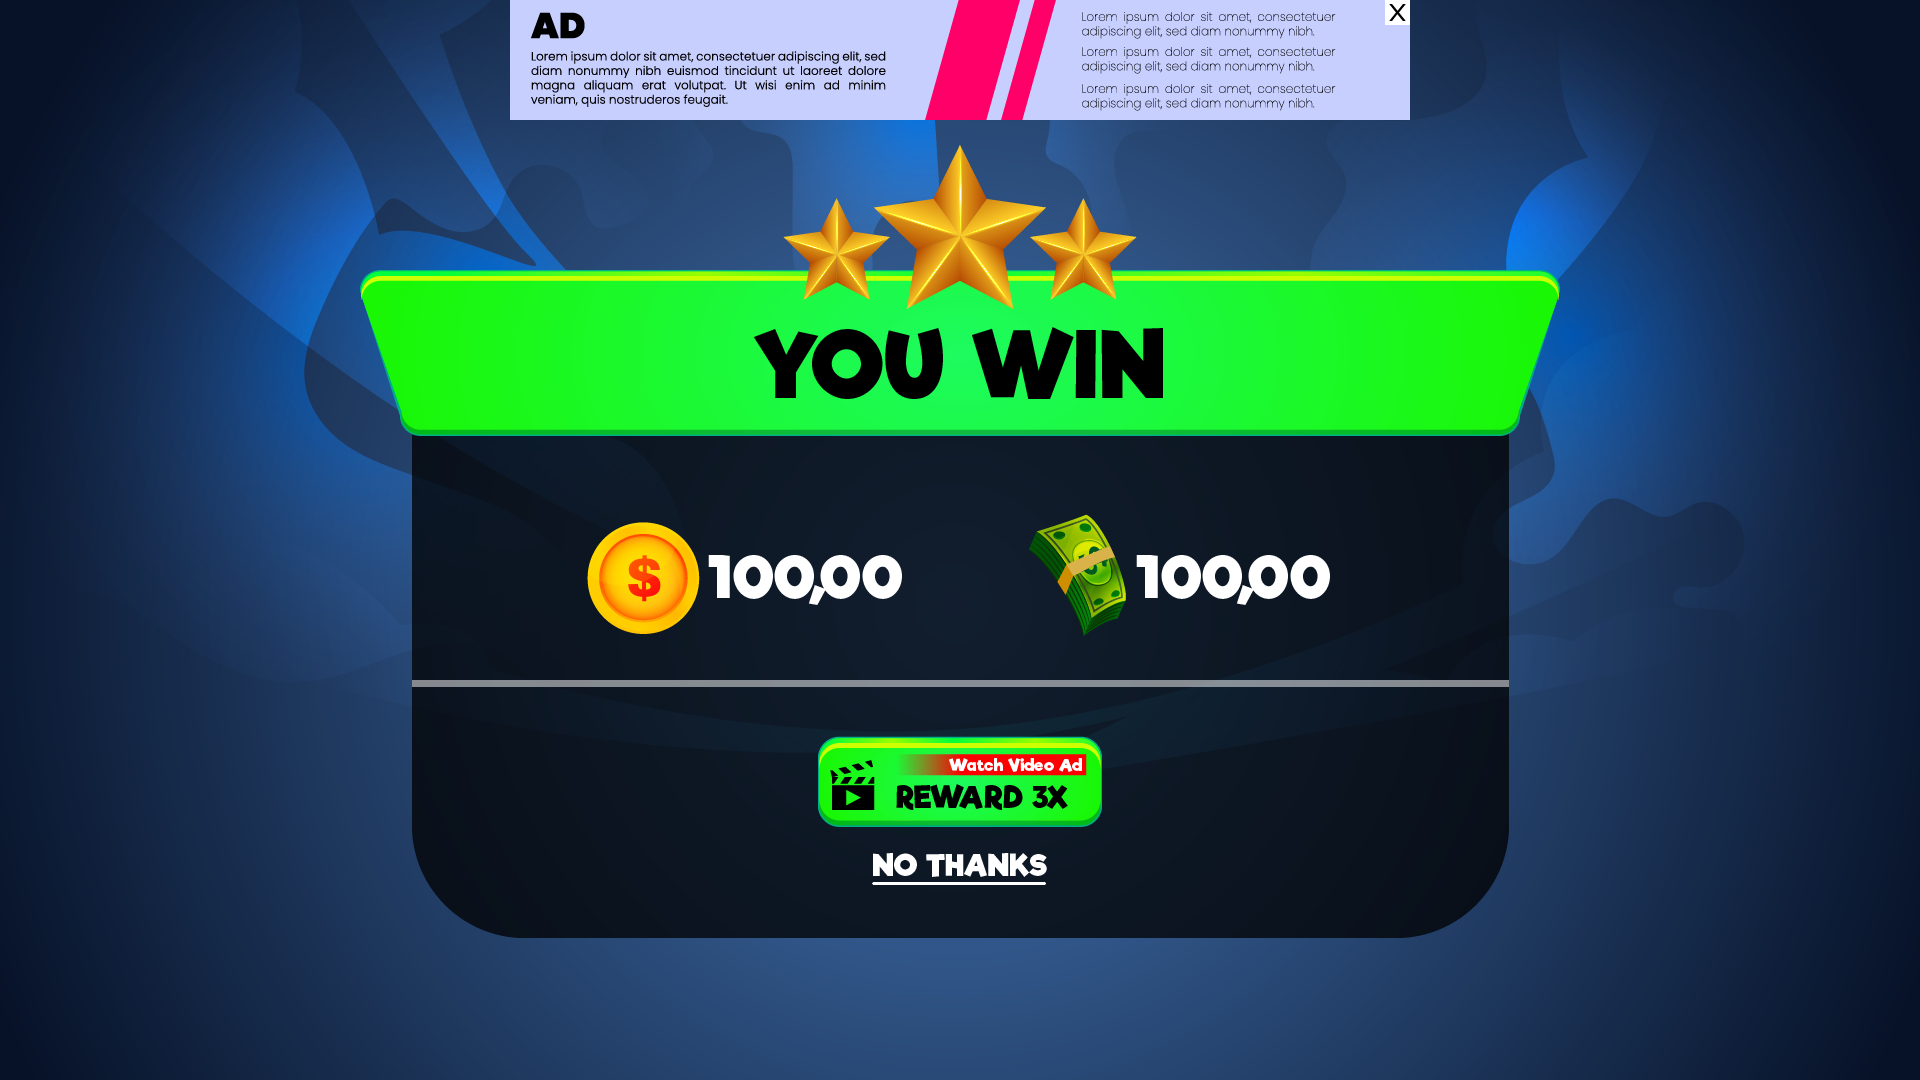 AD
Lorem ipsum dolor sit amet, consectetuer adipiscing elit, sed
diam nonummy nibh euismod tincidunt ut laoreet dolore
magna aliquam erat volutpat. Ut wisi enim ad minim
veniam, quis nostruderos feugait.
Lorem ipsum dolor sit amet, consectetuer
adipiscing elit, sed diam nonummy nibh.
Lorem ipsum dolor sit amet, consectetuer
adipiscing elit, sed diam nonummy nibh.
Lorem ipsum dolor sit amet, consectetuer
adipiscing elit, sed diam nonummy nibh.
X
YOU WIN
$ 100,00
$ 100,00
Watch Video Ad
REWARD 3X
NO THANKS